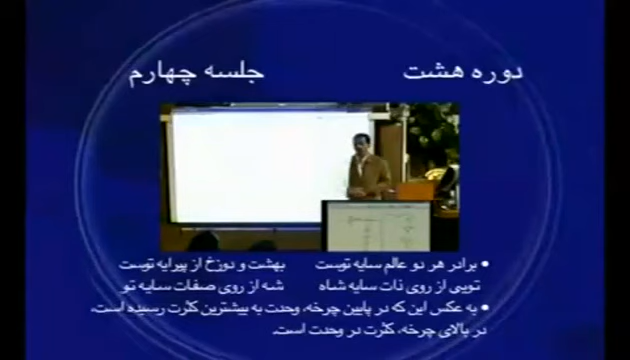 دوره هشت
جلسه چهارم
• برادر هر دو عالم سایه توست بهشت و دوزخ از پیرایه توست
تویی از روی ذات سایه شاه شه از روی صفات سایه تو
• به عکس این که در پایین چرخه، وحدت به بیشترین کثرت رسیده است،
در بالای چرخه، کثرت در وحدت است.